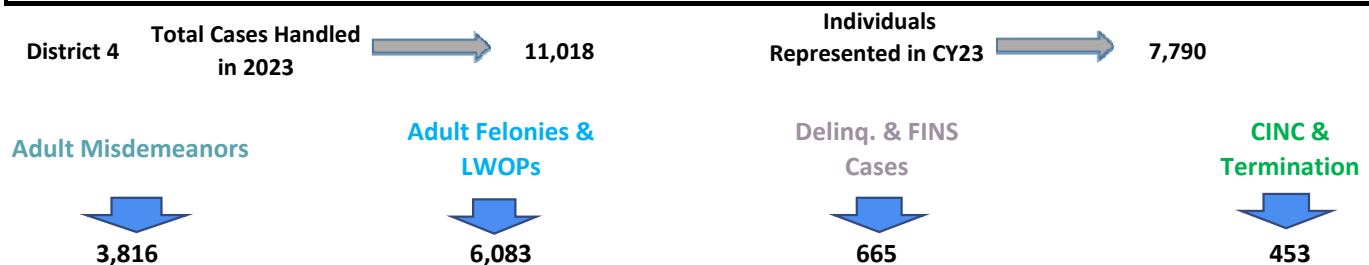 District 4
Total Cases Handled
in 2023
11,018
Individuals
Represented in CY23
7,790
Adult Misdemeanors
Adult Felonies &
LWOPs
Delinq. & FINS
Cases
CINC &
Termination
3,816
6,083
665
453